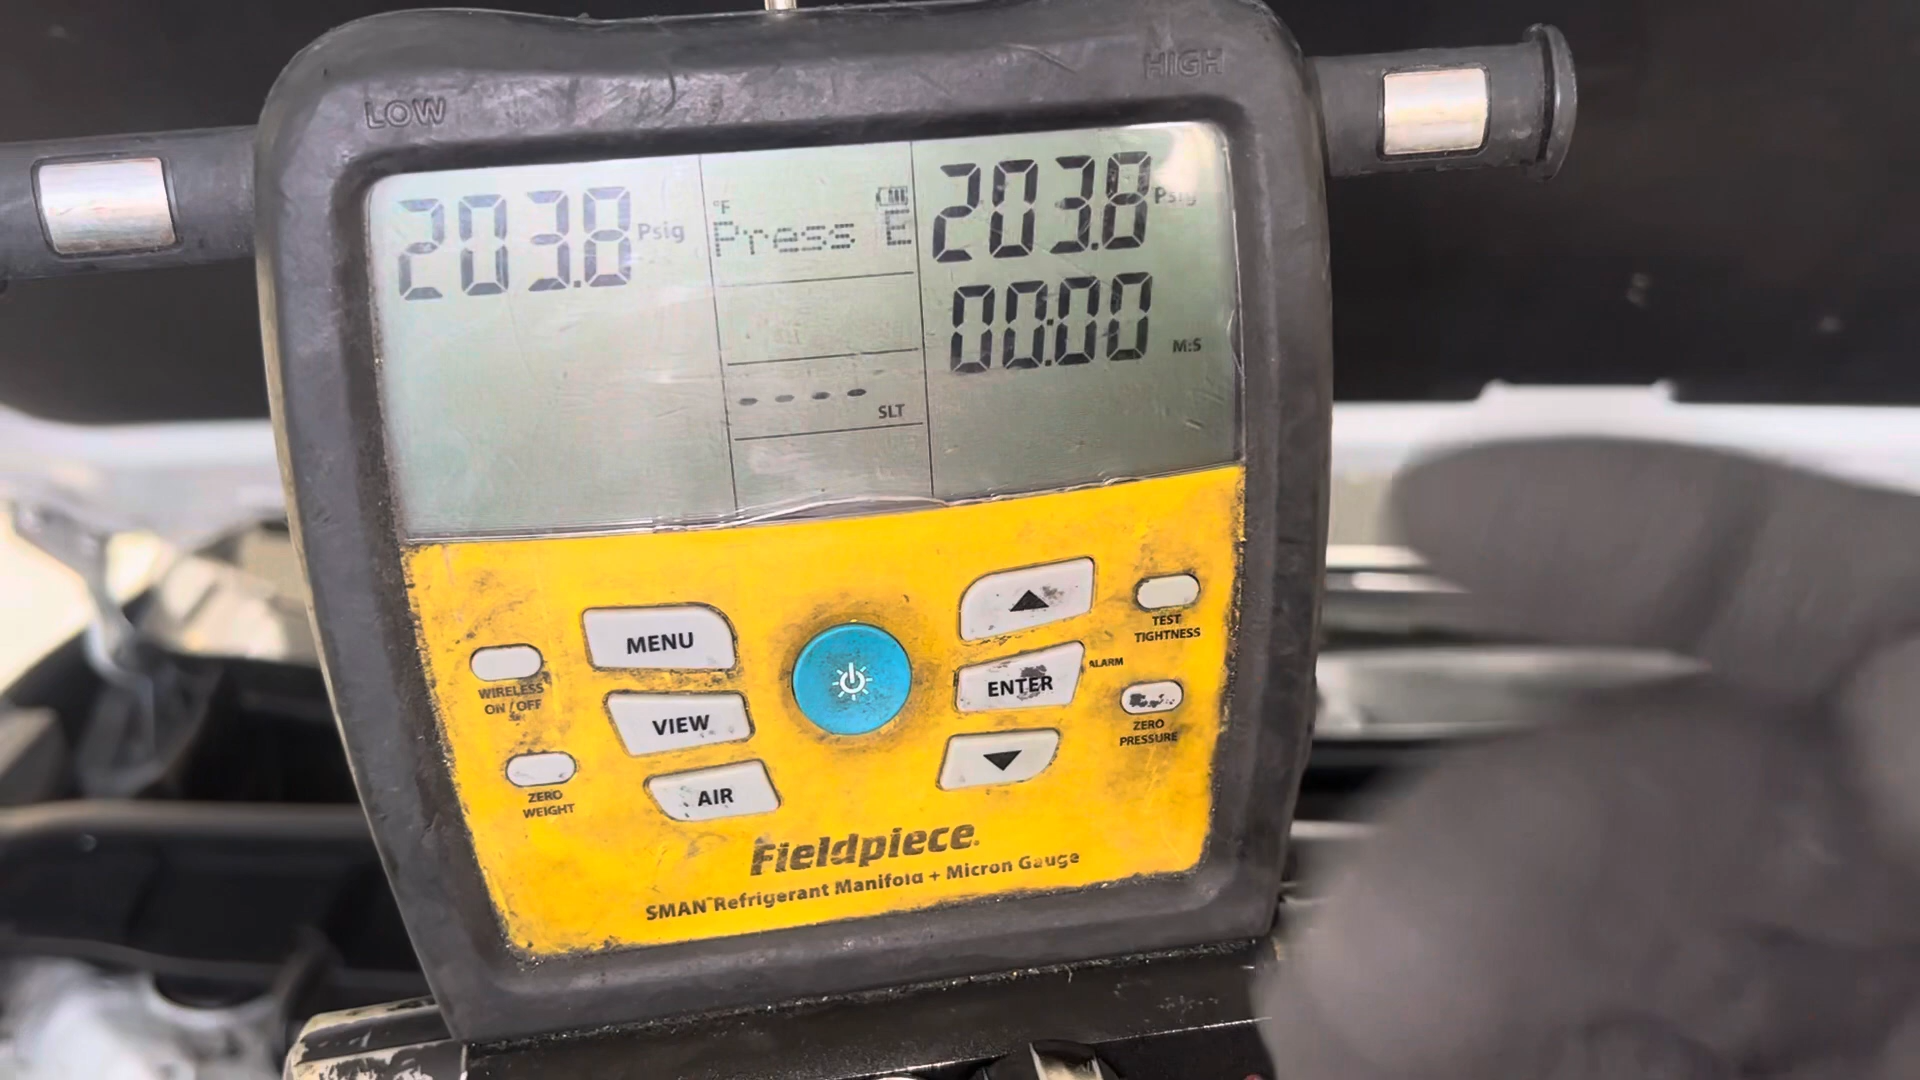 LOW
HIGH
203.8 Psig
°F
Press E
203.8 Psig
00:00 M:S
---- SLT
MENU
VIEW
AIR
WIRELESS
ON / OFF
ZERO
WEIGHT
ENTER
ALARM
TEST
TIGHTNESS
ZERO
PRESSURE
Fieldpiece
SMAN™ Refrigerant Manifold + Micron Gauge